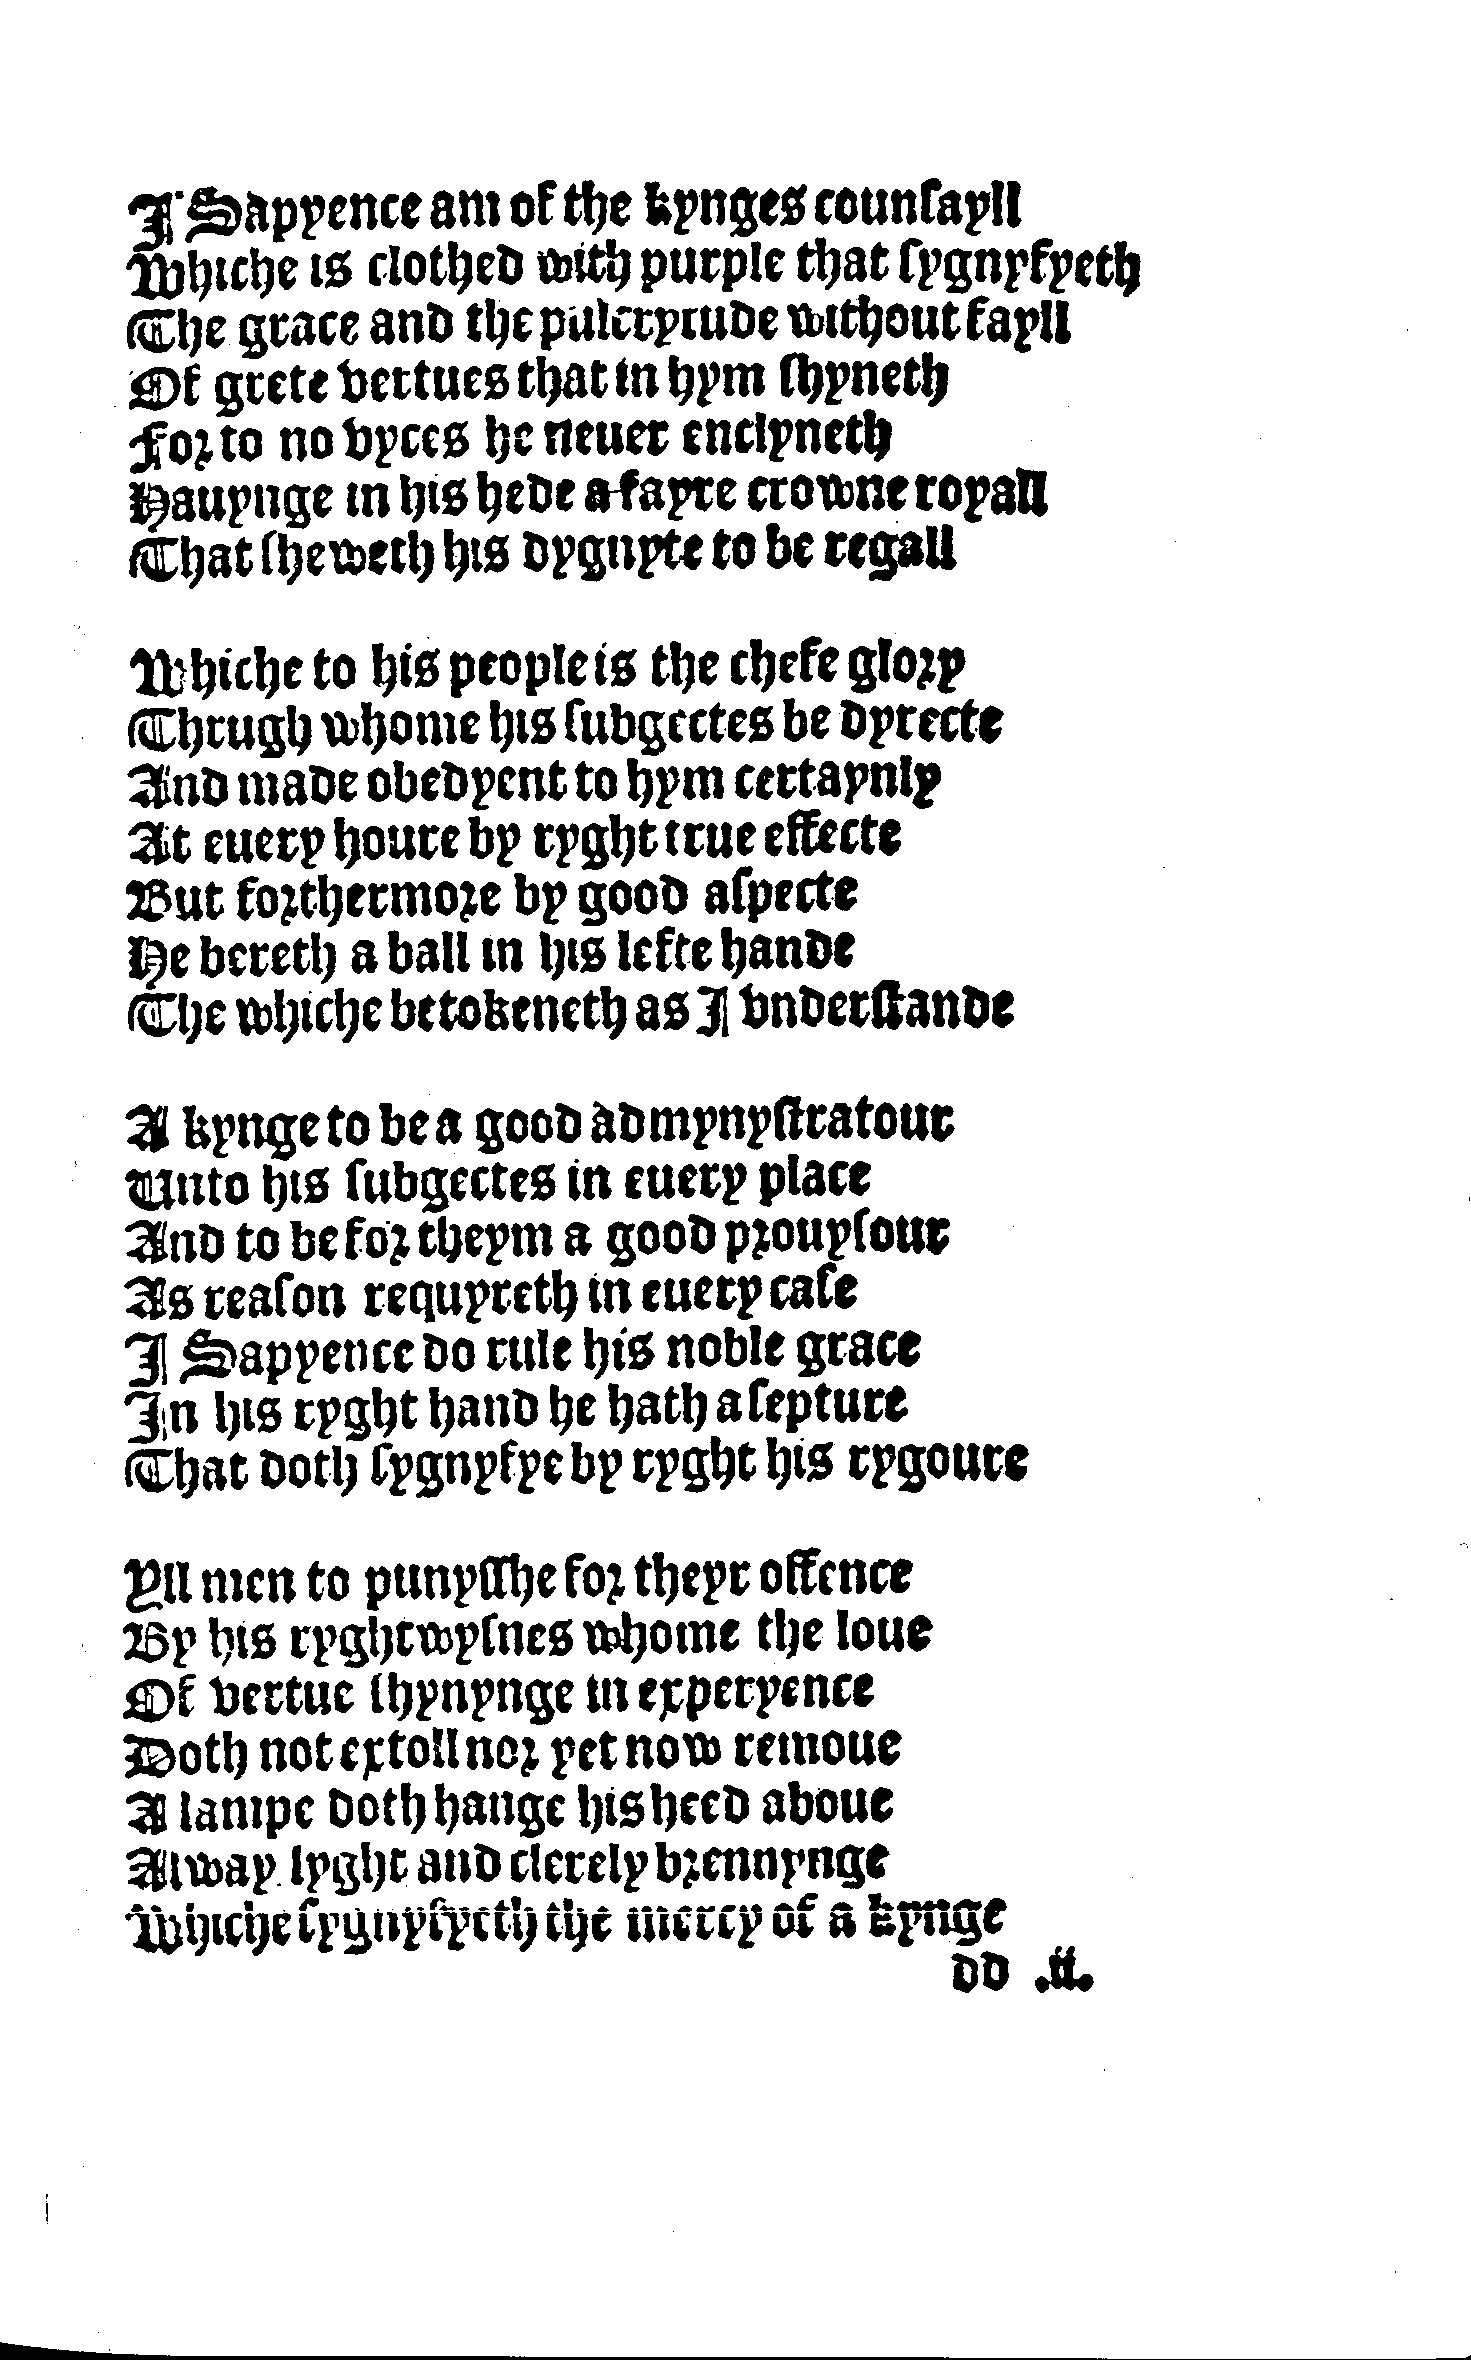 I Sapyence am of the kynges counſayll
Whiche is clothed with purple that ſygnyfyeth
The grace and the pulcrytude without fayll
Of grete vertues that in hym ſhyneth
For to no vyces he neuer enclyneth
Hauynge in his hede a fayre crowne royall
That ſheweth his dygnyte to be regall

Whiche to his people is the chefe glory
Thrugh whome his ſubgectes be dyrecte
And made obedyent to hym certaynly
At euery houre by ryght true effecte
But forthermore by good aſpecte
He bereth a ball in his lefte hande
The whiche betokeneth as I vnderſtande

A kynge to be a good admynyſtratour
Unto his ſubgectes in euery place
And to be for theym a good prouyſour
As reaſon requyreth in euery caſe
I Sapyence do rule his noble grace
In his ryght hand he hath a ſepture
That doth ſygnyfye by ryght his rygoure

Yll men to punyſſhe for theyr offence
By his ryghtwyſnes whome the loue
Of vertue ſhynynge in experyence
Doth not extoll nor yet now remoue
A lampe doth hange his heed aboue
Alway lyght and clerely brennynge
Whiche ſygnyfyeth the mercy of a kynge
dd .ii.